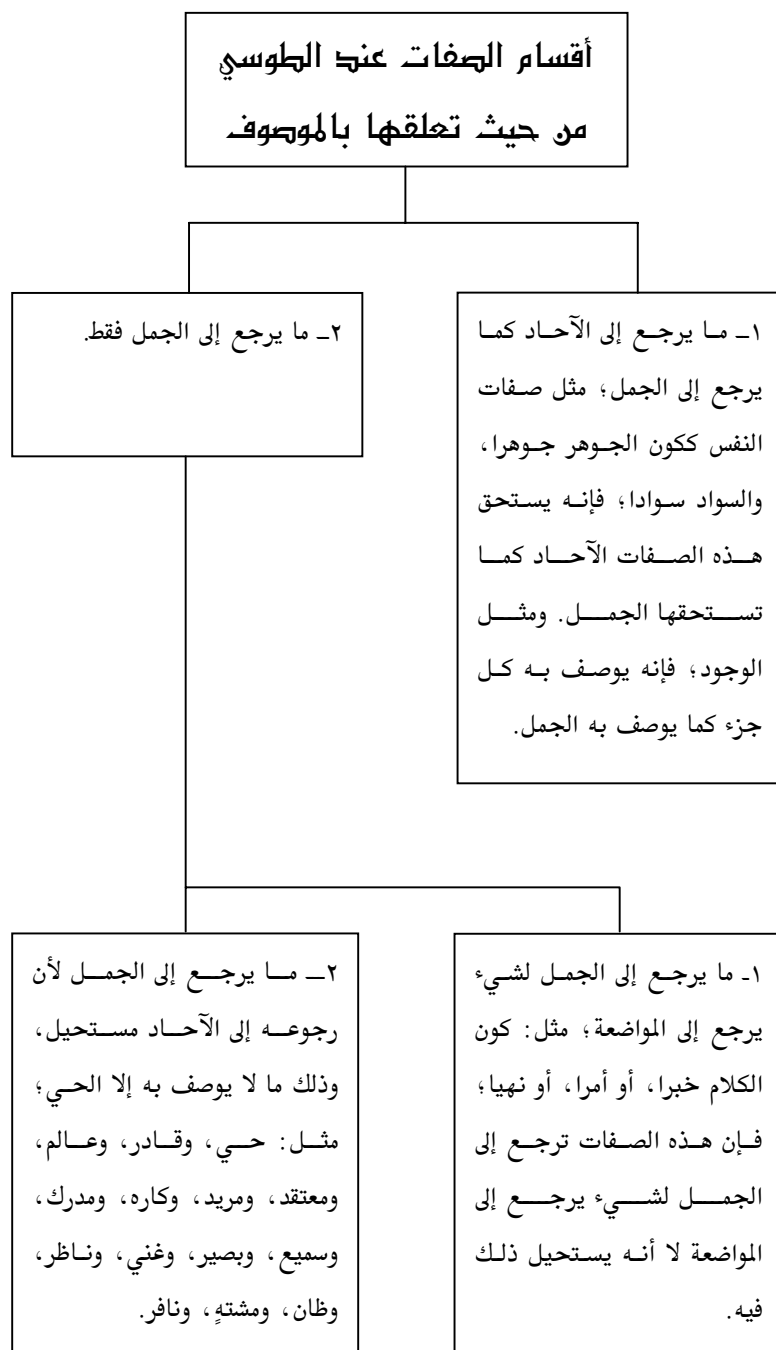 أقسام الصفات عند الطوسي
من حيث تعلقها بالموصوف
١ـ ما يرجع إلى الآحاد كما
يرجع إلى الجمل؛ مثل صفات
النفس ككون الجوهر جوهرا،
والسواد سوادا؛ فإنه يستحق
هذه الصفات الآحاد كما
تستحقها الجمل. ومثل
الوجود؛ فإنه يوصف به كل
جزء كما يوصف به الجمل.
٢ـ ما يرجع إلى الجمل فقط.
١ـ ما يرجع إلى الجمل لشيء
يرجع إلى المواضعة؛ مثل: كون
الكلام خبرا، أو أمرا، أو نهيا؛
فإن هذه الصفات ترجع إلى
الجمل لشيء يرجع إلى
المواضعة لا أنه يستحيل ذلك
فيه.
٢ـ ما يرجع إلى الجمل لأن
رجوعه إلى الآحاد مستحيل،
وذلك ما لا يوصف به إلا الحي؛
مثل: حي، وقادر، وعالم،
ومعتقد، ومريد، وكاره، ومدرك،
وسميع، وبصير، وغني، وناظر،
وظان، ومشتهٍ، ونافر.